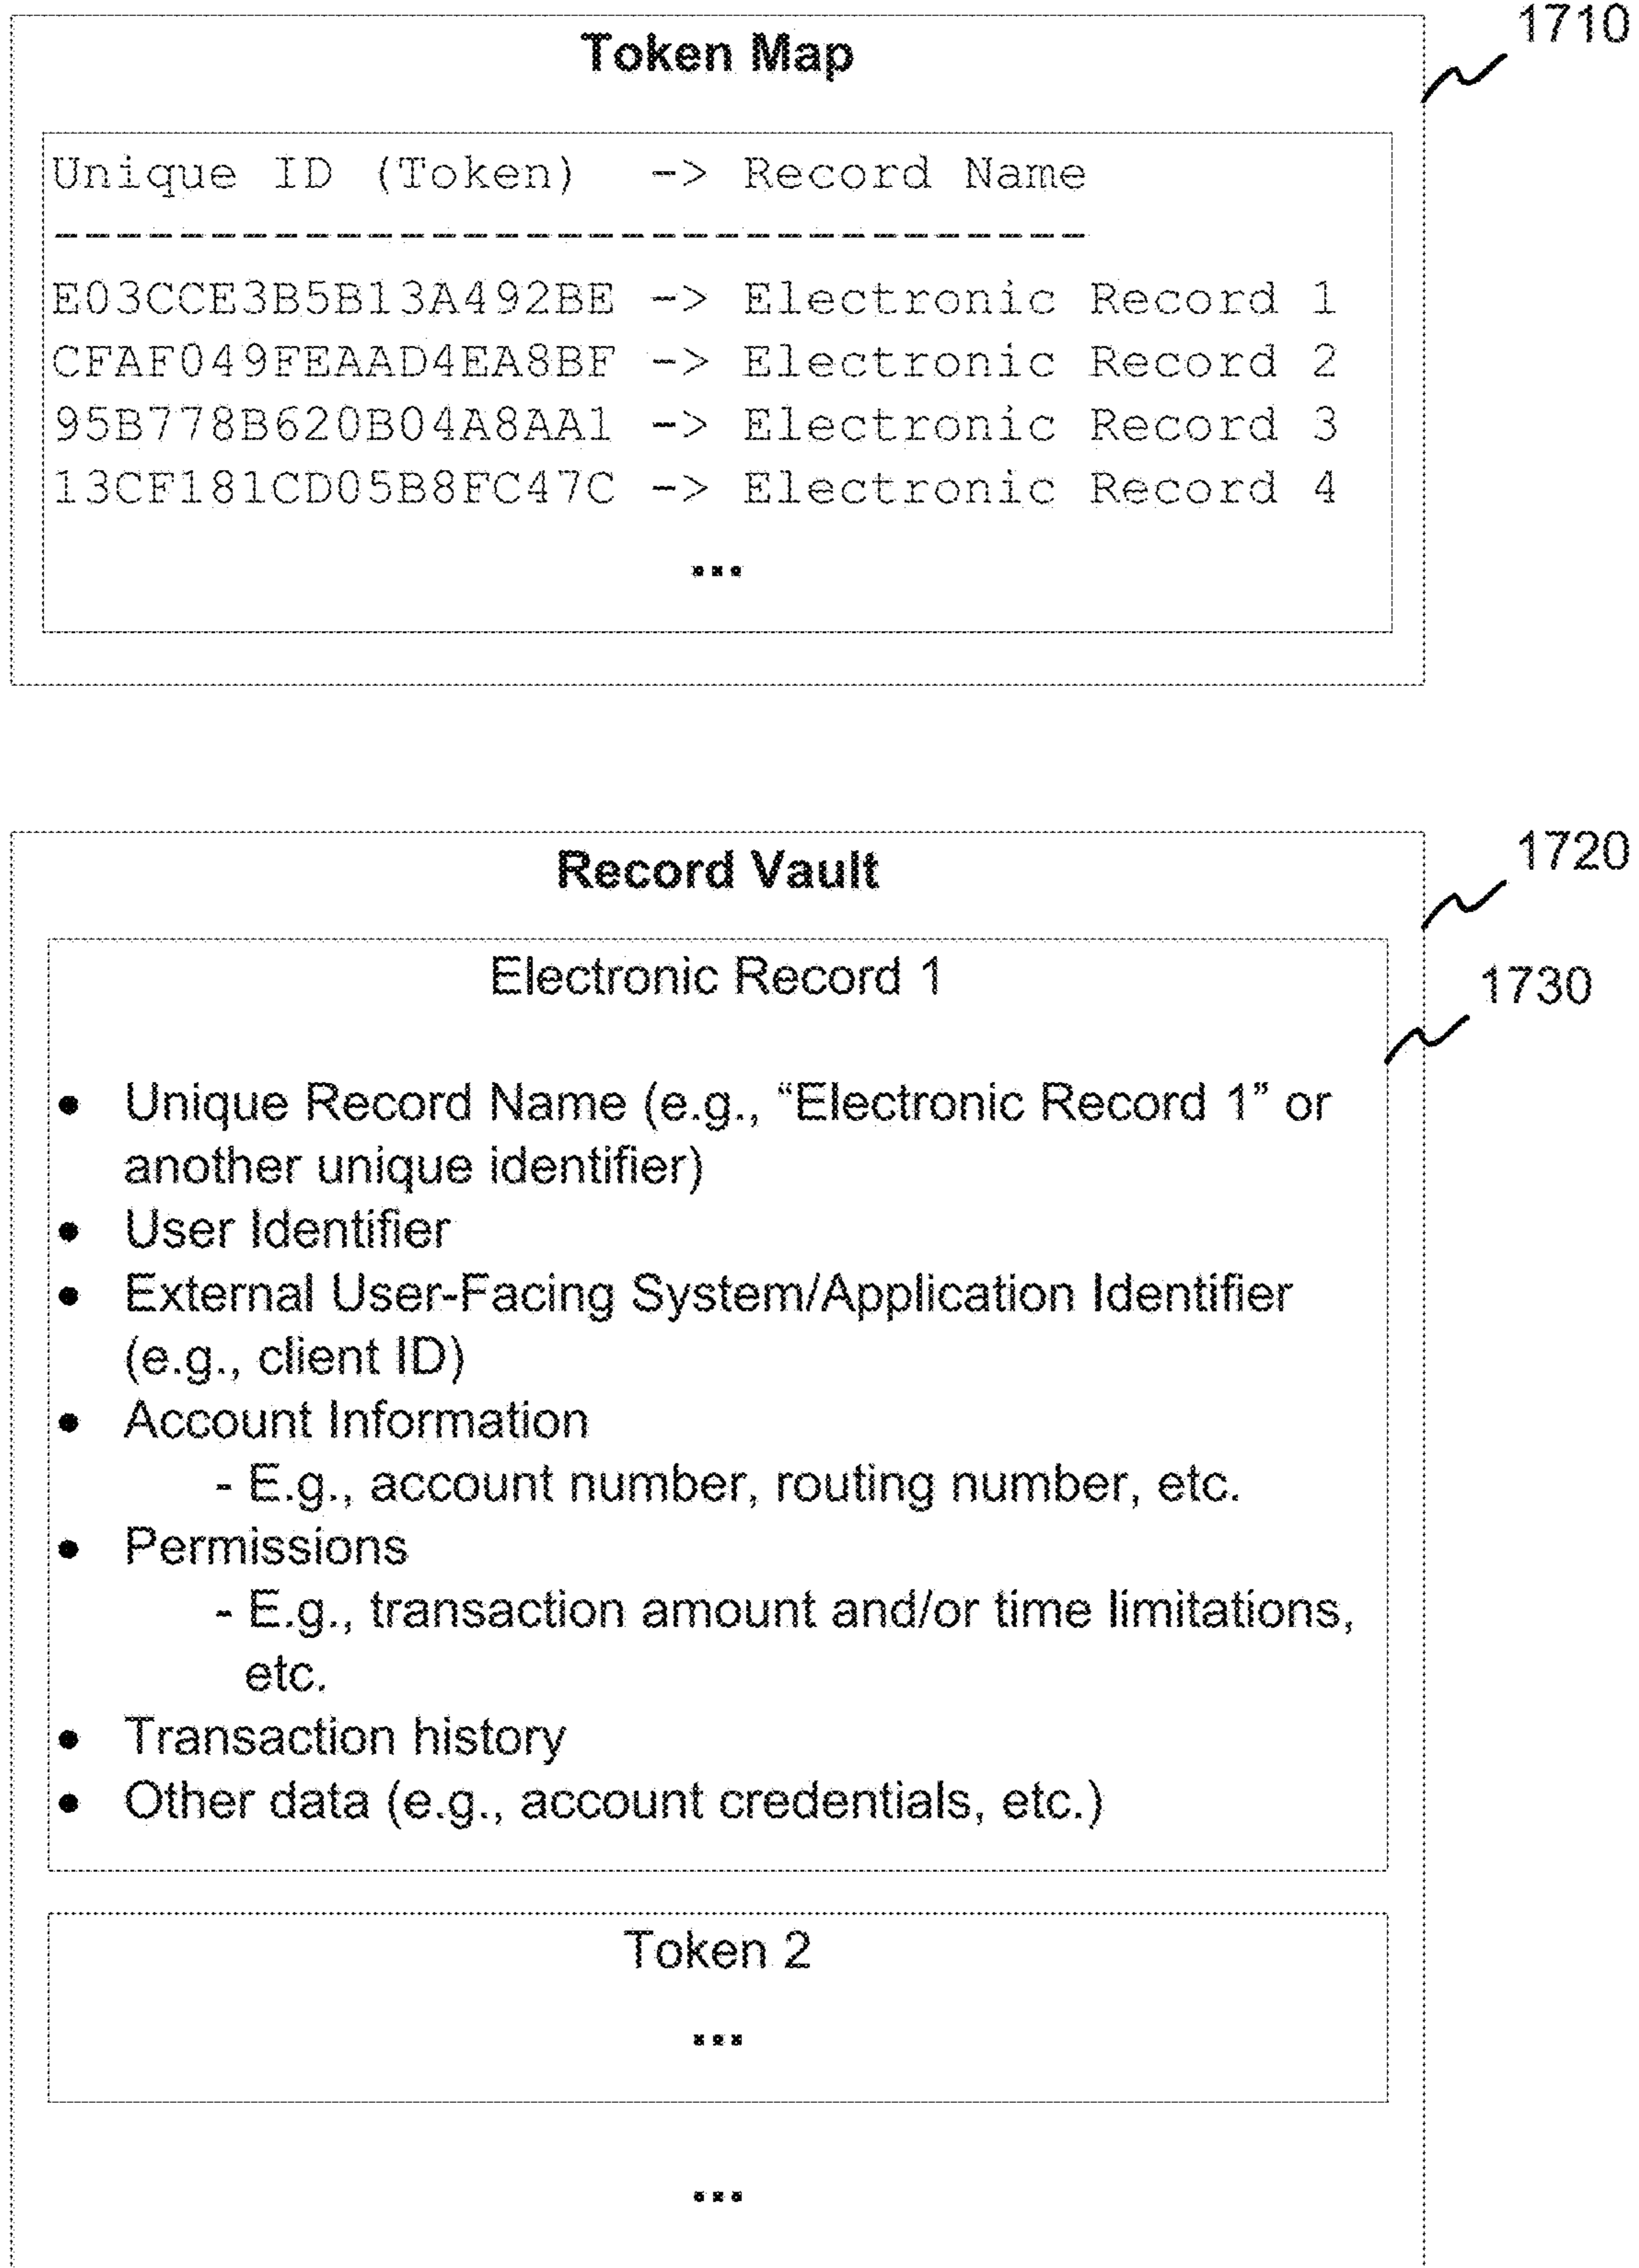 1710
Token Map
Unique ID (Token) -> Record Name
---------------------------------
E03CCE3B5B13A492BE -> Electronic Record 1
CFAF049FEAAD4EA8BF -> Electronic Record 2
95B778B620B04A8AA1 -> Electronic Record 3
13CF181CD05B8FC47C -> Electronic Record 4
...
1720
Record Vault
1730
Electronic Record 1
• Unique Record Name (e.g., “Electronic Record 1” or
another unique identifier)
• User Identifier
• External User-Facing System/Application Identifier
(e.g., client ID)
• Account Information
- E.g., account number, routing number, etc.
• Permissions
- E.g., transaction amount and/or time limitations,
etc.
• Transaction history
• Other data (e.g., account credentials, etc.)
Token 2
...
...